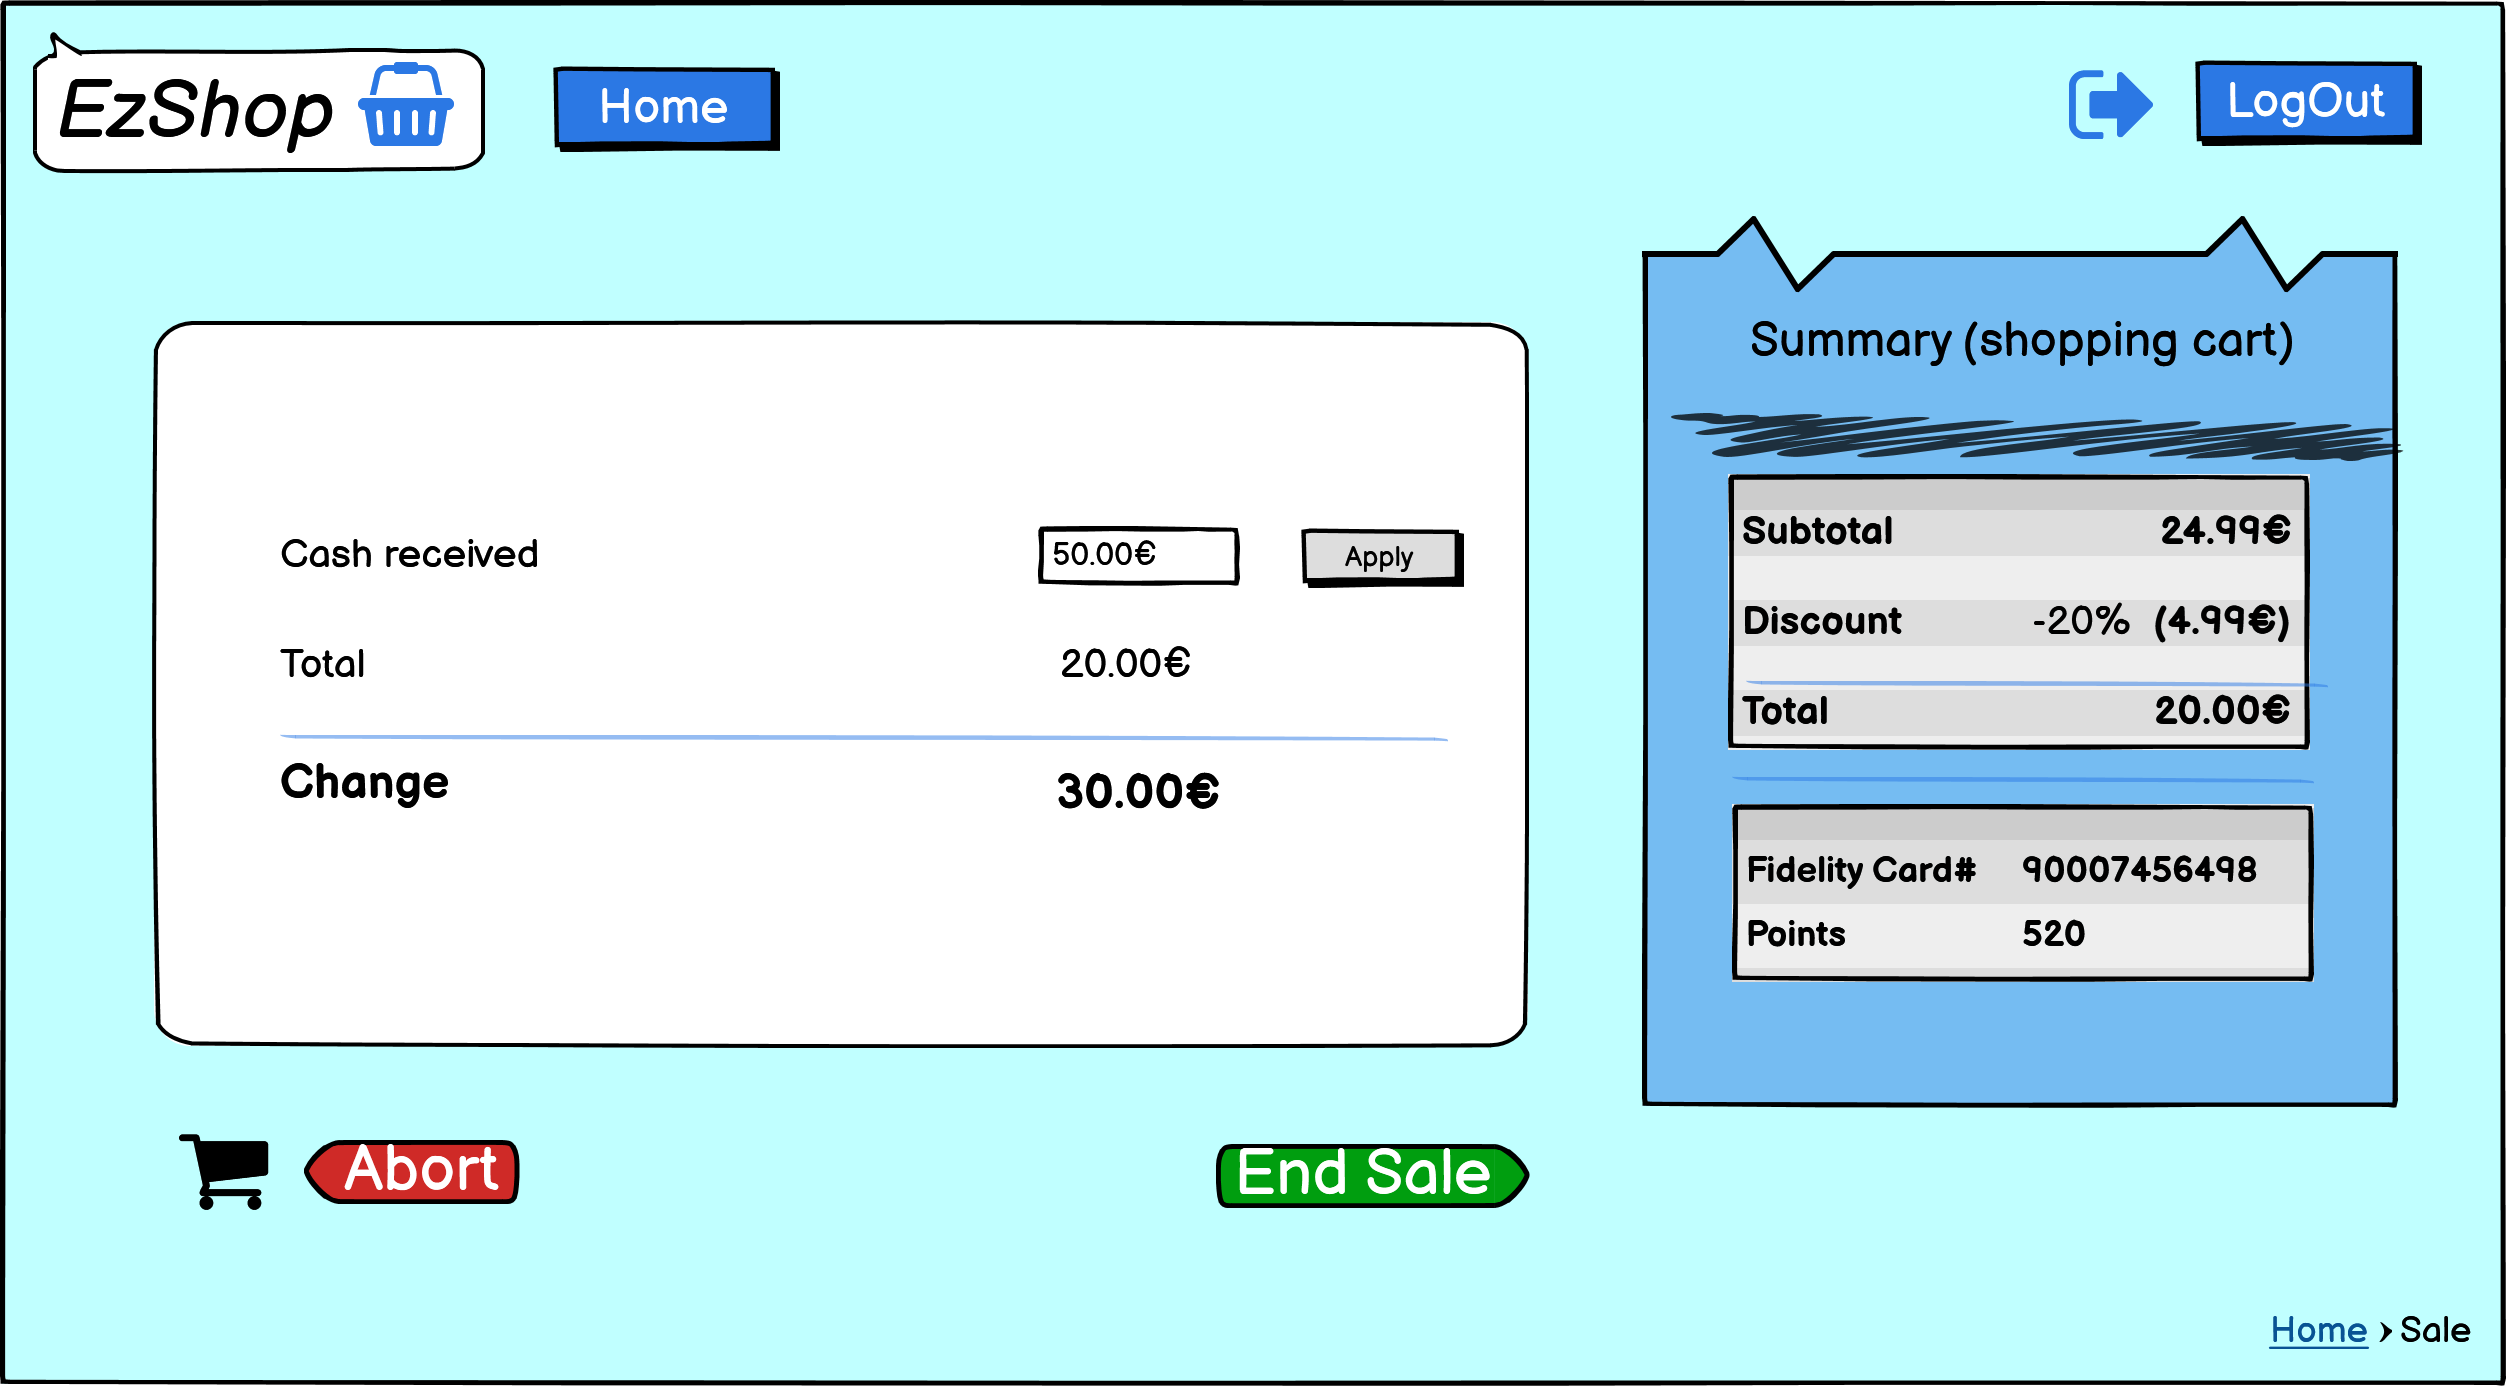 EzShop
Home
LogOut
Cash received 50.00€ Apply
Total 20.00€
Change 30.00€
Abort
End Sale
Summary (shopping cart)
Subtotal 24.99€
Discount -20% (4.99€)
Total 20.00€
Fidelity Card# 90007456498
Points 520
Home › Sale